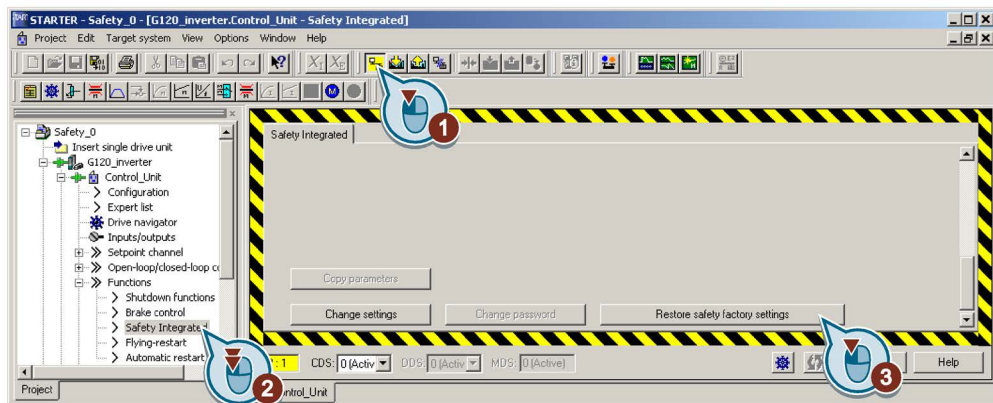 STARTER - Safety_0 - [G120_inverter.Control_Unit - Safety Integrated]
Project Edit Target system View Options Window Help
1
Safety_0
Insert single drive unit
G120_inverter
Control_Unit
Configuration
Expert list
Drive navigator
Inputs/outputs
Setpoint channel
Open-loop/closed-loop
Functions
Shutdown functions
Brake control
Safety Integrated
Flying-restart
Automatic restart
Project
2
Safety Integrated
Copy parameters
Change settings Change password Restore safety factory settings
CDS: 0 (Activ DDS: 0 (Activ MDS: 0 (Active)
3
Help